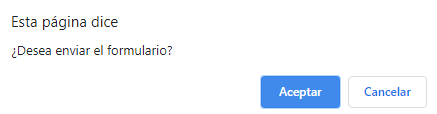 Esta página dice
¿Desea enviar el formulario?
Aceptar
Cancelar